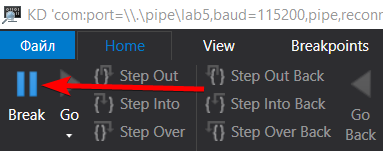 KD 'com:port=\\.\pipe\lab5,baud=115200,pipe,reconn
Файл Home View Breakpoints
Break Go Step Out Step Into Step Over Step Out Back Step Into Back Step Over Back Go Back